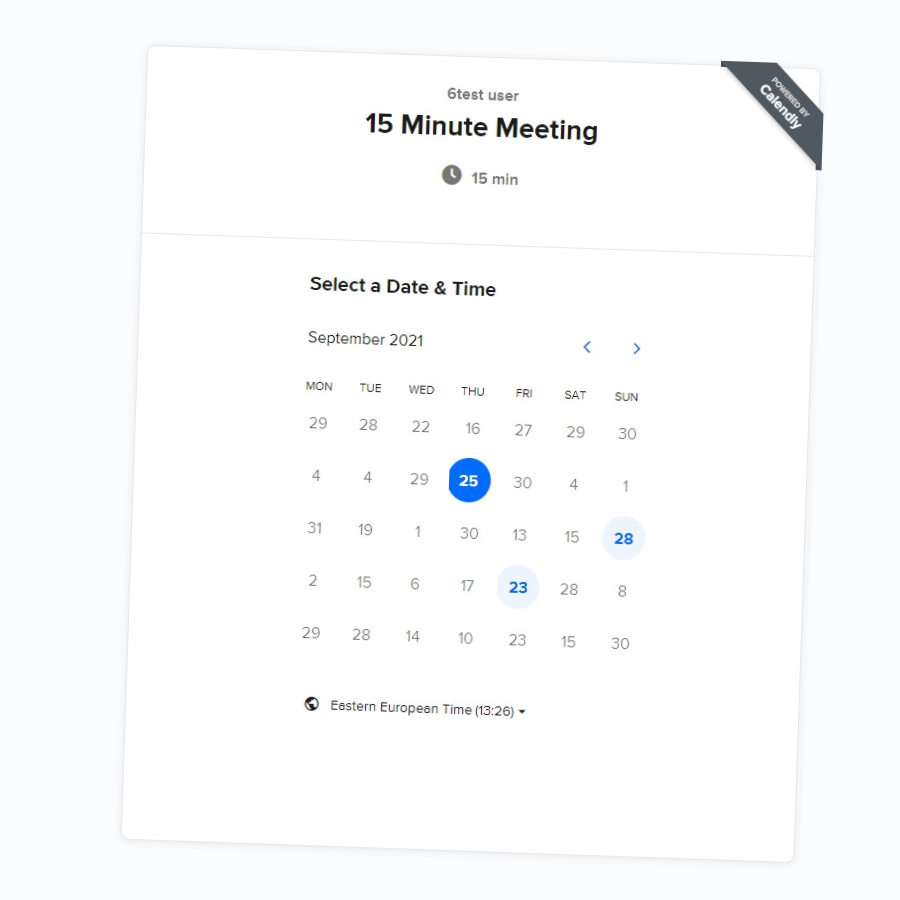 POWERED BY
Calendly
6test user
15 Minute Meeting
15 min
Select a Date & Time
September 2021
MON TUE WED THU FRI SAT SUN
29 28 22 16 27 29 30
4 4 29 25 30 4 1
31 19 1 30 13 15 28
2 15 6 17 23 28 8
29 28 14 10 23 15 30
Eastern European Time (13:26)